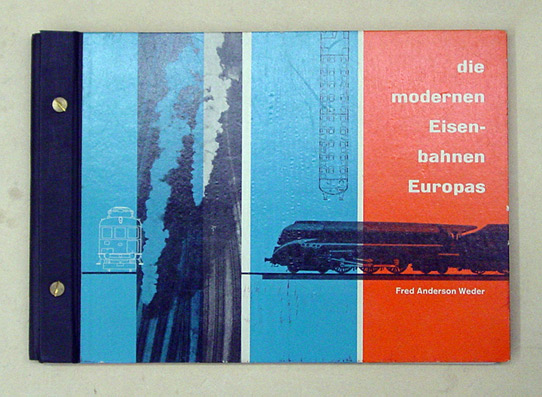 die
modernen
Eisen-
bahnen
Europas
Fred Anderson Weder